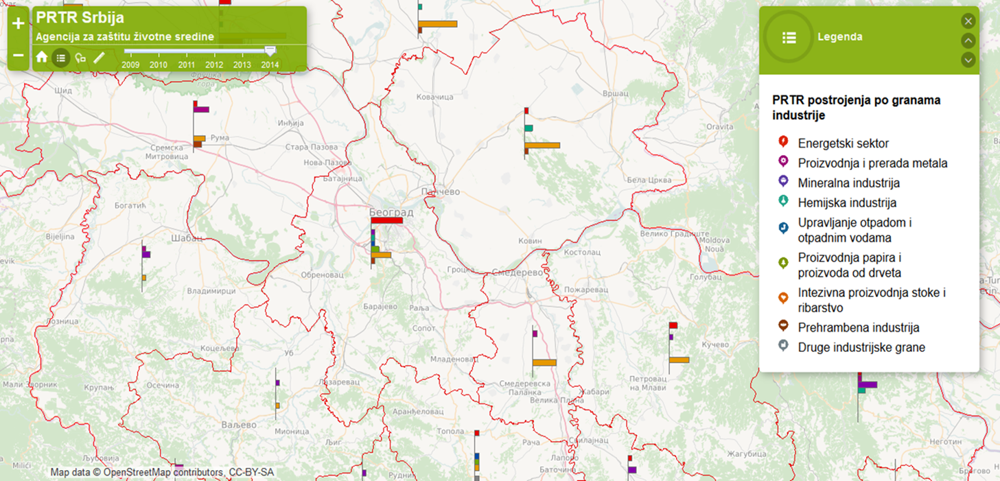 PRTR Srbija
Agencija za zaštitu životne sredine
2009 2010 2011 2012 2013 2014
Legenda
PRTR postrojenja po granama
industrije
Energetski sektor
Proizvodnja i prerada metala
Mineralna industrija
Hemijska industrija
Upravljanje otpadom i
otpadnim vodama
Proizvodnja papira i
proizvoda od drveta
Intezivna proizvodnja stoke i
ribarstvo
Prehrambena industrija
Druge industrijske grane
Фрушка
гора
Шид
Ковачица
Вршац
Инђија
Oravița
Рума
Сремска
Митровица
Стара Пазова
Нова Пазова
Батајница
Бела Црква
Панчево
Богатић
Београд
Bijeljina
Шабац
Велико Градиште
Ковин
Moldova
Nouă
Костолац
Гроцка
Смедерево
Обреновац
Голубац
Владимирци
Пожаревац
Барајево
Раља
Лозница
Сопот
Коцељева
Уб
Младеновац
Кучево
Лазаревац
Петровац
на Млави
Мали Зворник
Крупањ
Осечина
Смедеревска
Паланка
Велика Плана
Жабари
Аранђеловац
Ваљево
Мионица
Топола
Рача
Свилајнац
Љиг
Неготин
Жагубица
Љубовија
Лапово
Milići
Рудник
Баточина
Брегово
Map data © OpenStreetMap contributors, CC-BY-SA